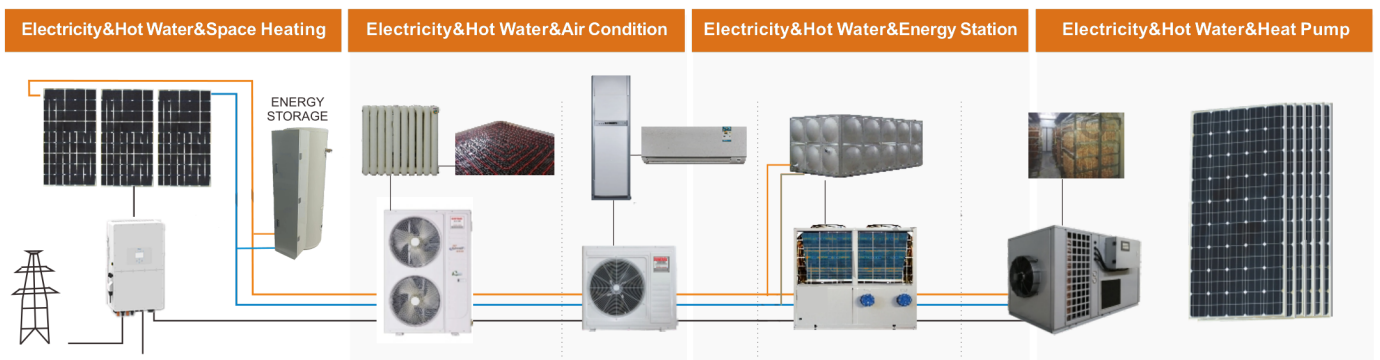 Electricity&Hot Water&Space Heating
Electricity&Hot Water&Air Condition
Electricity&Hot Water&Energy Station
Electricity&Hot Water&Heat Pump
ENERGY
STORAGE